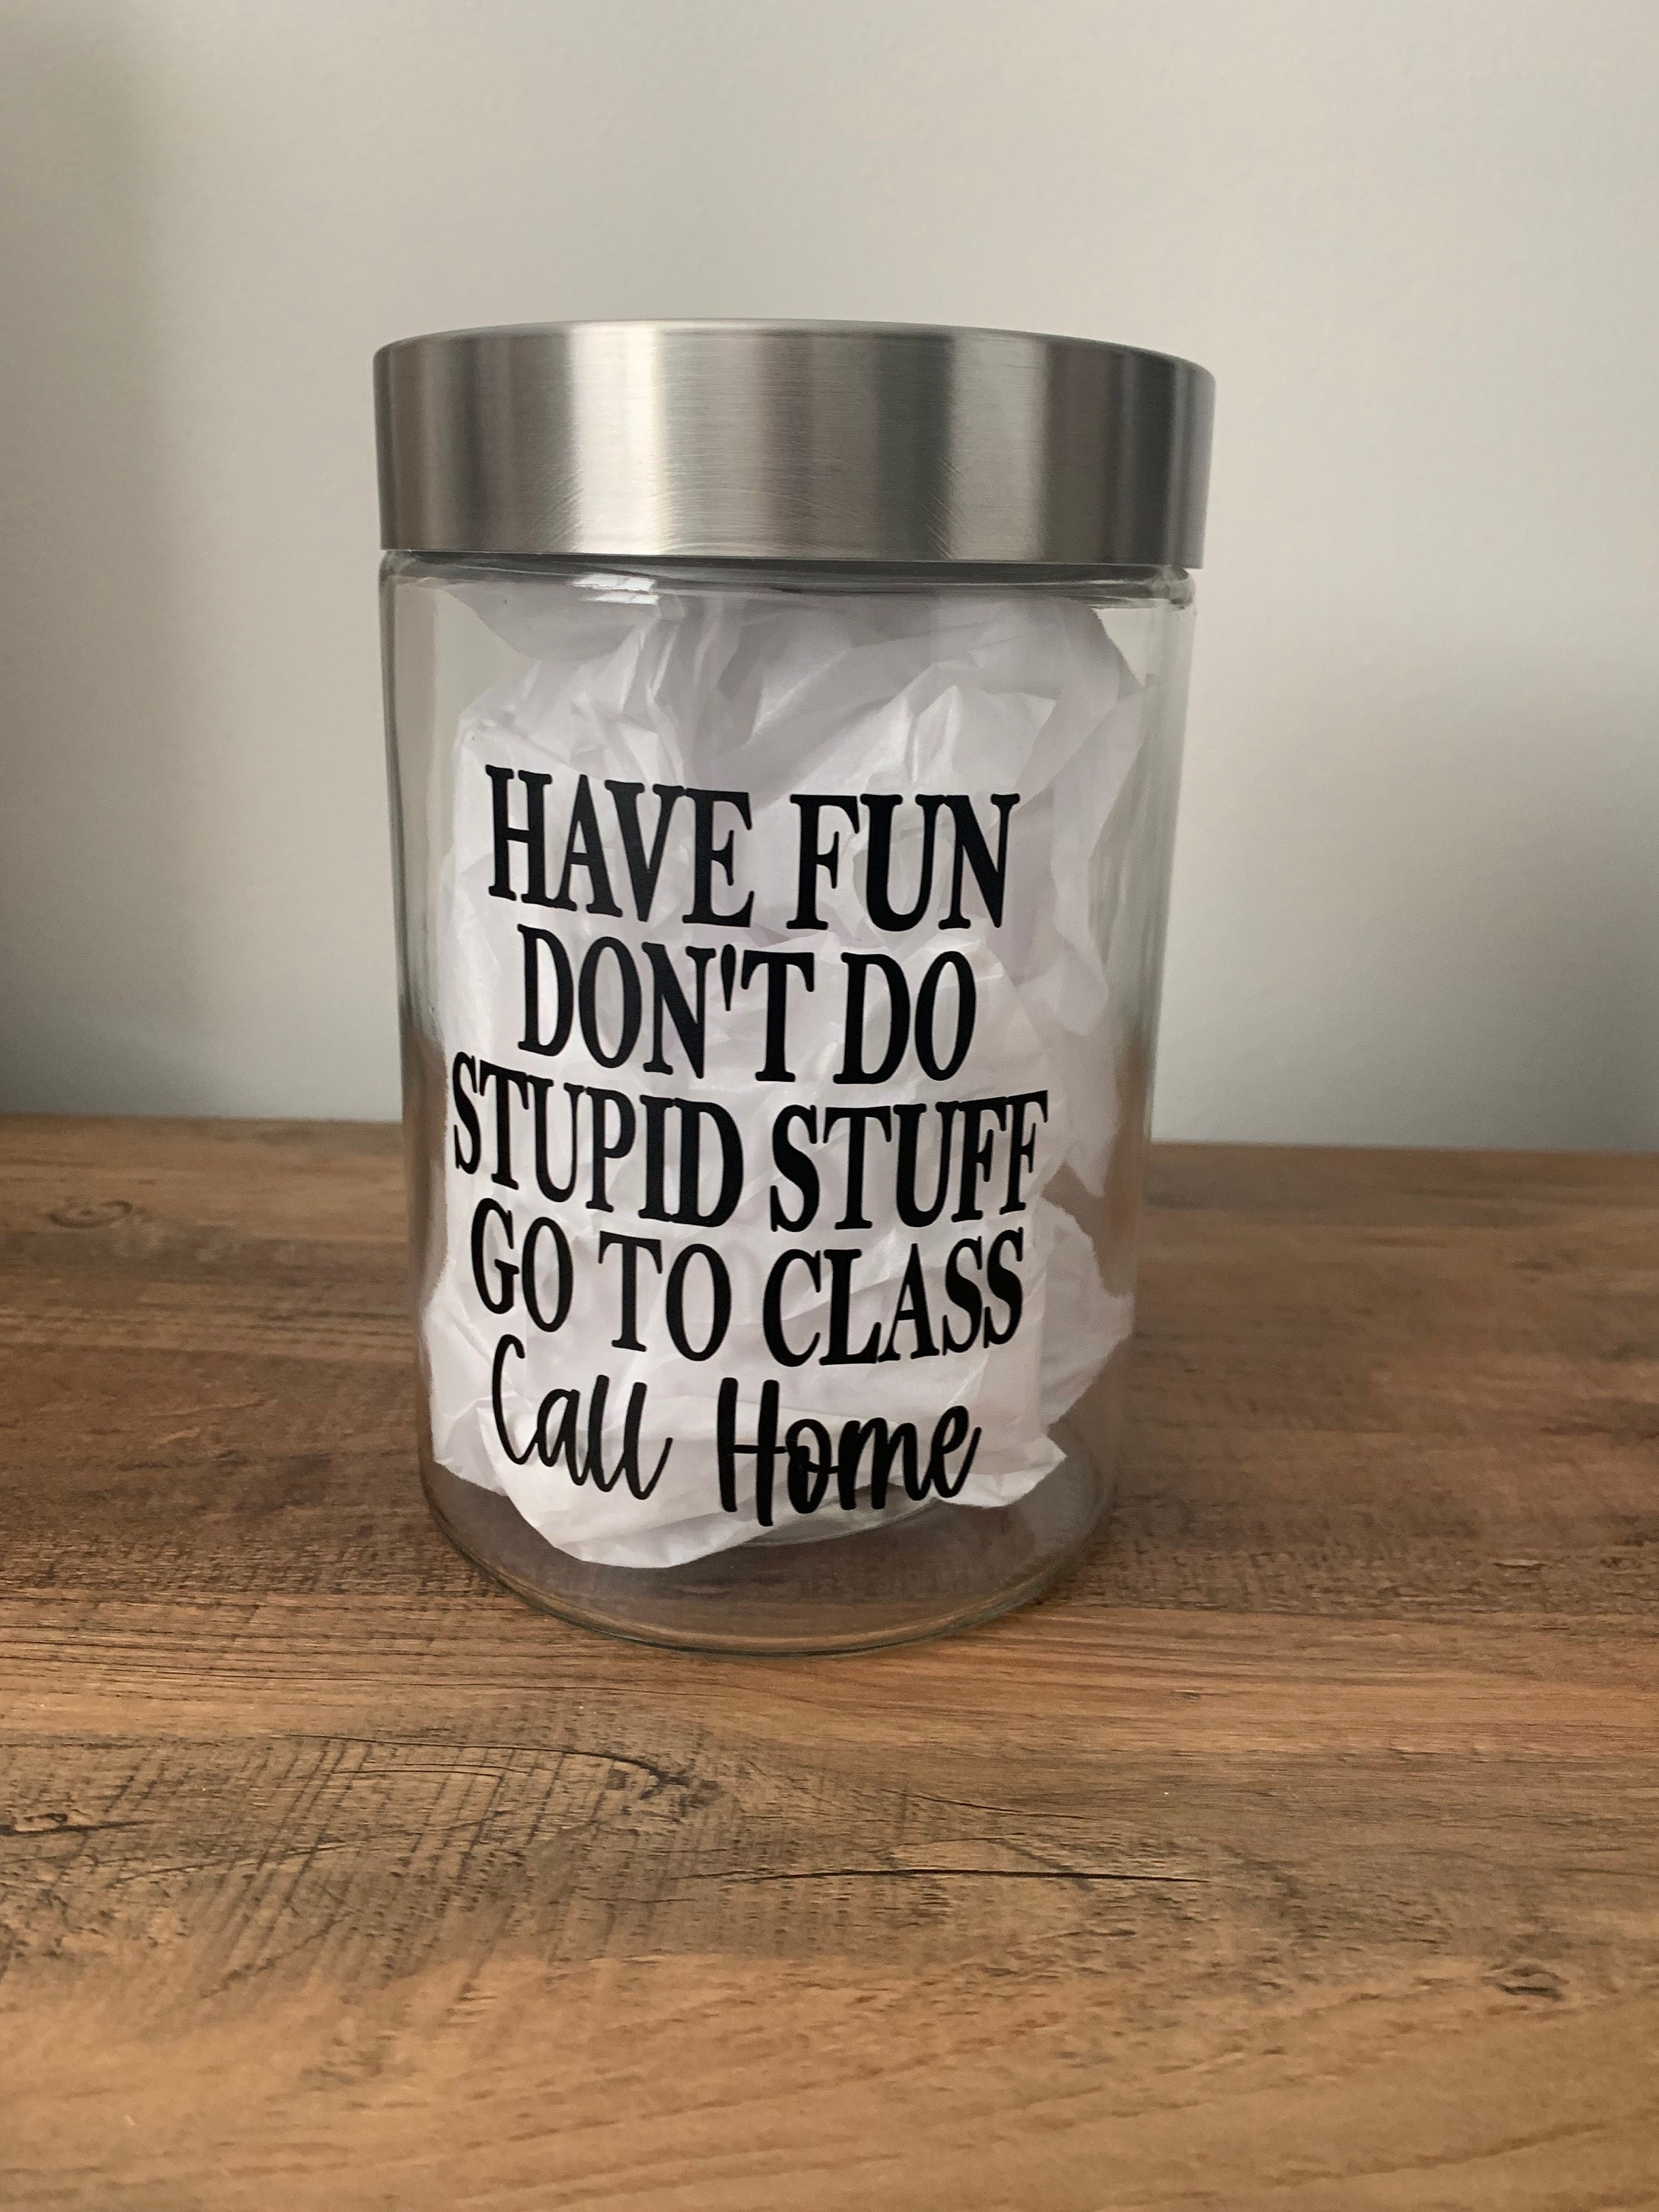 HAVE FUN
DON'T DO
STUPID STUFF
GO TO CLASS
Call Home